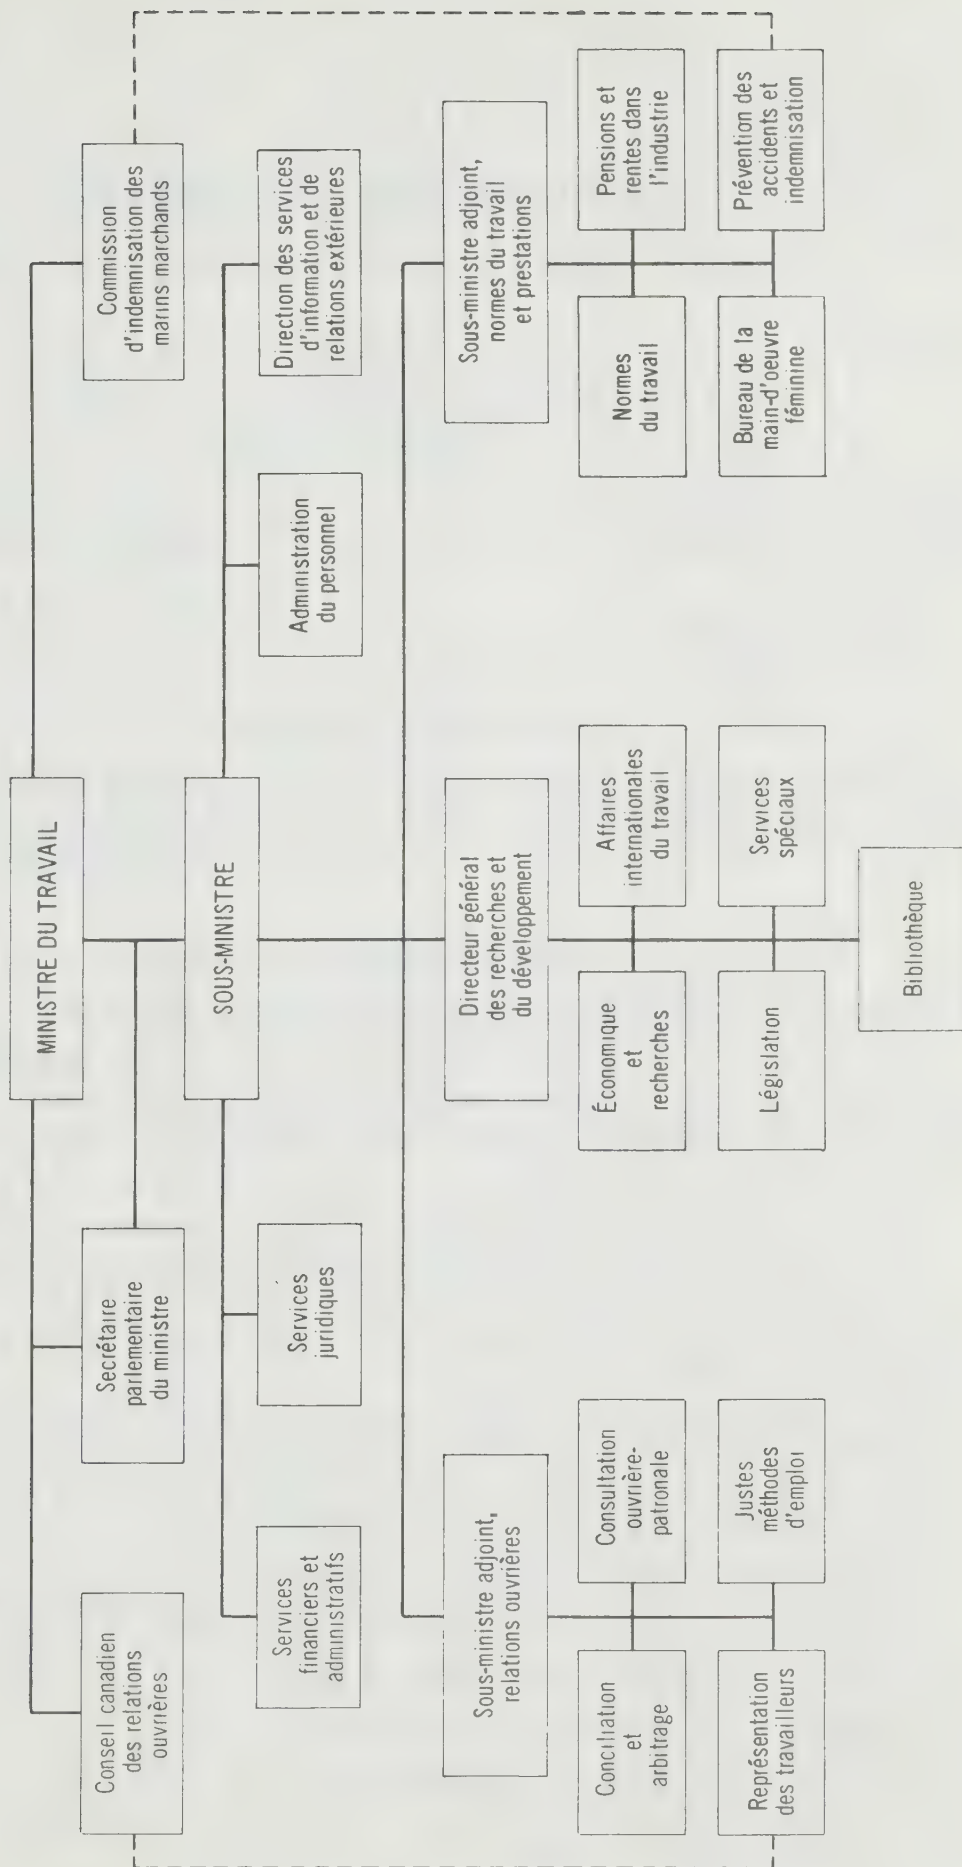 MINISTRE DU TRAVAIL
Conseil canadien
des relations
ouvrières
Secrétaire
parlementaire
du ministre
Commission
d'indemnisation des
marins marchands
SOUS-MINISTRE
Services
financiers et
administratifs
Services
juridiques
Administration
du personnel
Direction des services
d'information et de
relations extérieures
Sous-ministre adjoint,
relations ouvrières
Directeur général
des recherches et
du développement
Sous-ministre adjoint,
normes du travail
et prestations
Conciliation
et
arbitrage
Consultation
ouvrière-
patronale
Économique
et
recherches
Affaires
internationales
du travail
Normes
du travail
Pensions et
rentes dans
l'industrie
Représentation
des travailleurs
Justes
méthodes
d'emploi
Législation
Services
spéciaux
Bureau de la
main-d'oeuvre
féminine
Prévention des
accidents et
indemnisation
Bibliothèque